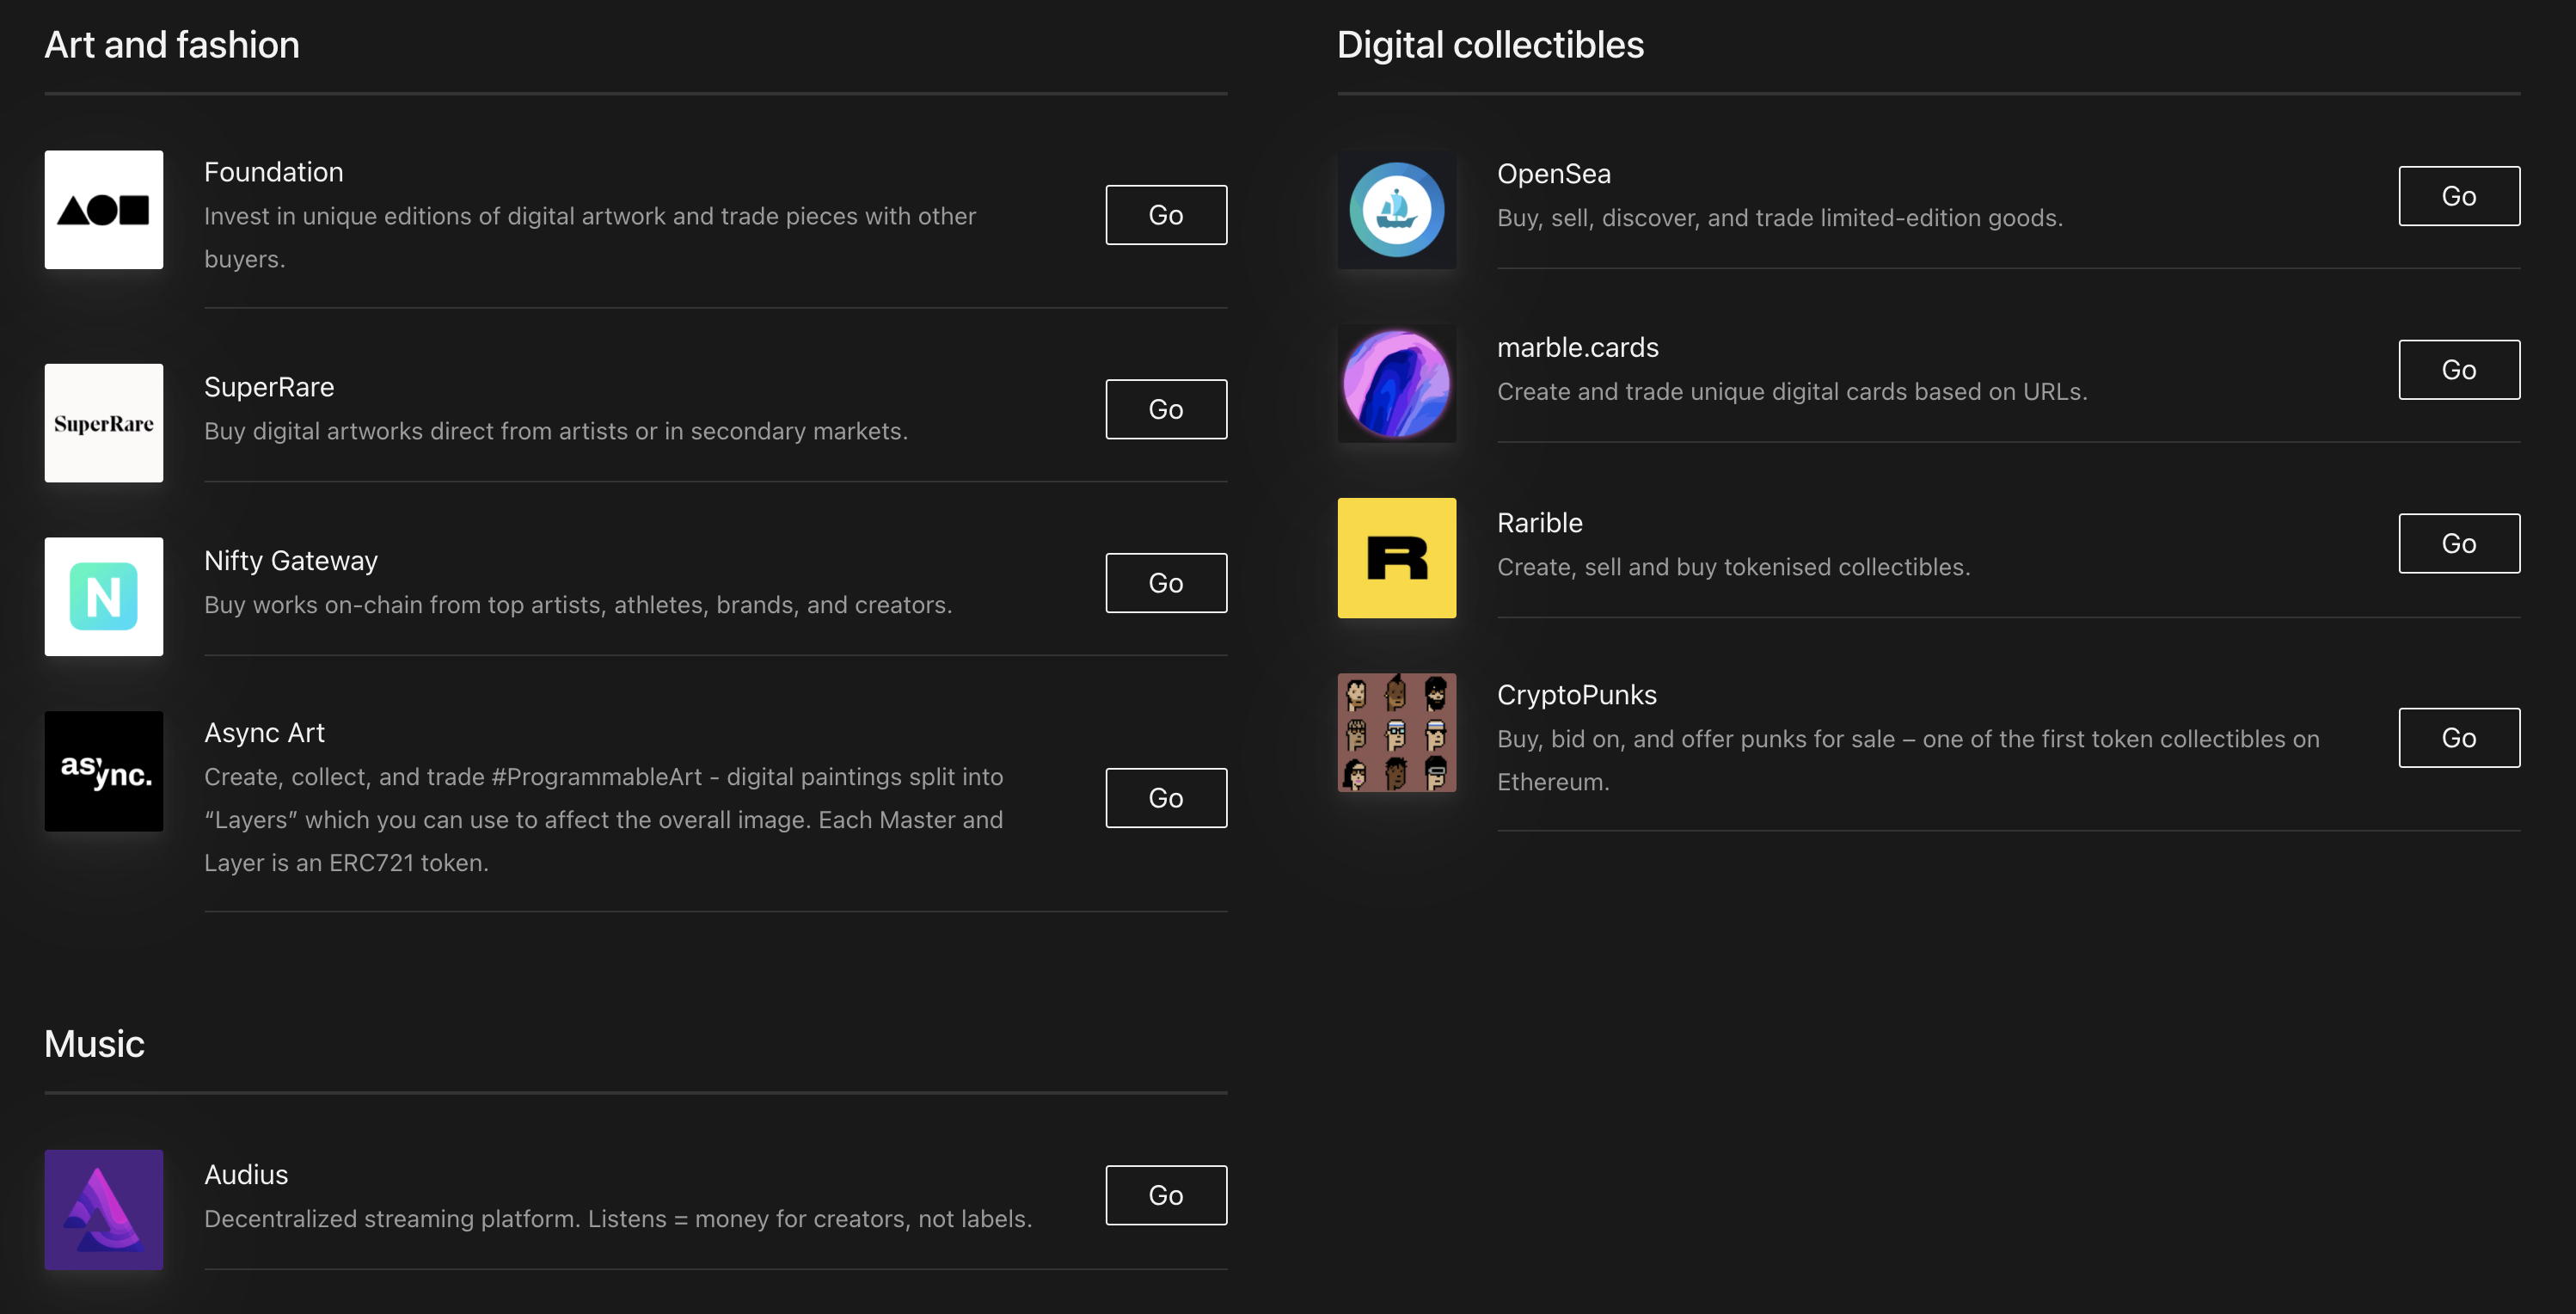 Art and fashion
Foundation
Invest in unique editions of digital artwork and trade pieces with other
buyers.
Go
SuperRare
SuperRare
Buy digital artworks direct from artists or in secondary markets.
Go
N
Nifty Gateway
Buy works on-chain from top artists, athletes, brands, and creators.
Go
async.
Async Art
Create, collect, and trade #ProgrammableArt - digital paintings split into
“Layers” which you can use to affect the overall image. Each Master and
Layer is an ERC721 token.
Go
Digital collectibles
OpenSea
Buy, sell, discover, and trade limited-edition goods.
Go
marble.cards
Create and trade unique digital cards based on URLs.
Go
R
Rarible
Create, sell and buy tokenised collectibles.
Go
CryptoPunks
Buy, bid on, and offer punks for sale – one of the first token collectibles on
Ethereum.
Go
Music
Audius
Decentralized streaming platform. Listens = money for creators, not labels.
Go